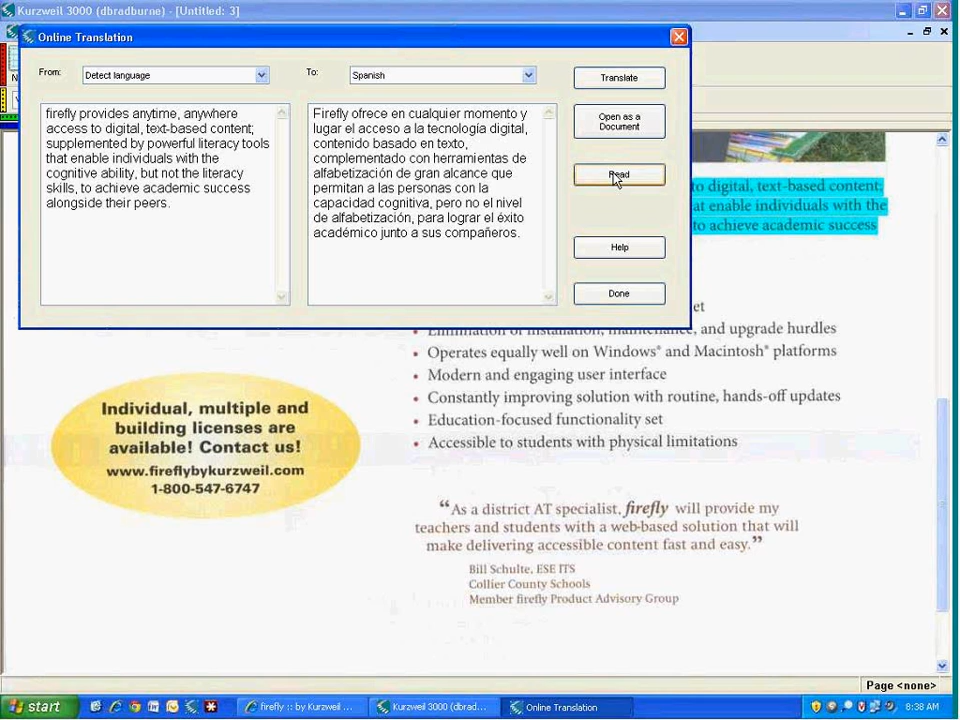 Kurzweil 3000 (dbradburne) - [Untitled: 3]
Online Translation
From:
Detect language
To:
Spanish
Translate
firefly provides anytime, anywhere
access to digital, text-based content;
supplemented by powerful literacy tools
that enable individuals with the
cognitive ability, but not the literacy
skills, to achieve academic success
alongside their peers.
Firefly ofrece en cualquier momento y
lugar el acceso a la tecnología digital,
contenido basado en texto,
complementado con herramientas de
alfabetización de gran alcance que
permitan a las personas con la
capacidad cognitiva, pero no el nivel
de alfabetización, para lograr el éxito
académico junto a sus compañeros.
Open as a
Document
Read
Help
Done
to digital, text-based content;
at enable individuals with the
to achieve academic success
et
• Elimination of installation, maintenance, and upgrade hurdles
• Operates equally well on Windows® and Macintosh® platforms
• Modern and engaging user interface
• Constantly improving solution with routine, hands-off updates
• Education-focused functionality set
• Accessible to students with physical limitations
Individual, multiple and
building licenses are
available! Contact us!
www.fireflybykurzweil.com
1-800-547-6747
“As a district AT specialist, firefly will provide my
teachers and students with a web-based solution that will
make delivering accessible content fast and easy.”
Bill Schulte, ESE ITS
Collier County Schools
Member firefly Product Advisory Group
Page <none>
start
firefly :: by Kurzweil ...
Kurzweil 3000 (dbrad...
Online Translation
8:38 AM